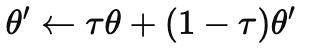 θ′ ← τθ + (1 − τ)θ′